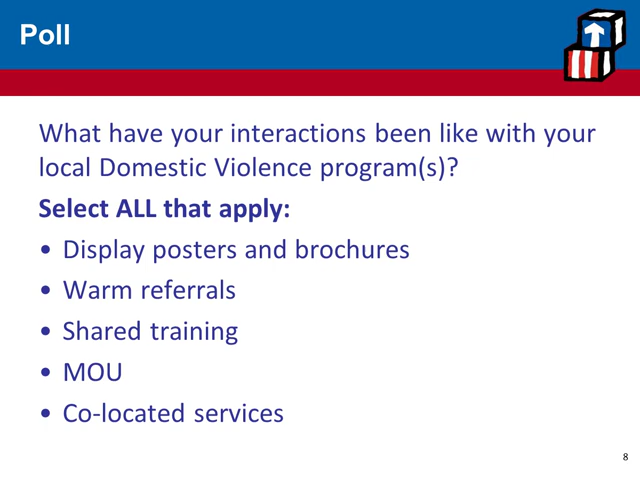 Poll
What have your interactions been like with your
local Domestic Violence program(s)?
Select ALL that apply:
• Display posters and brochures
• Warm referrals
• Shared training
• MOU
• Co-located services
8